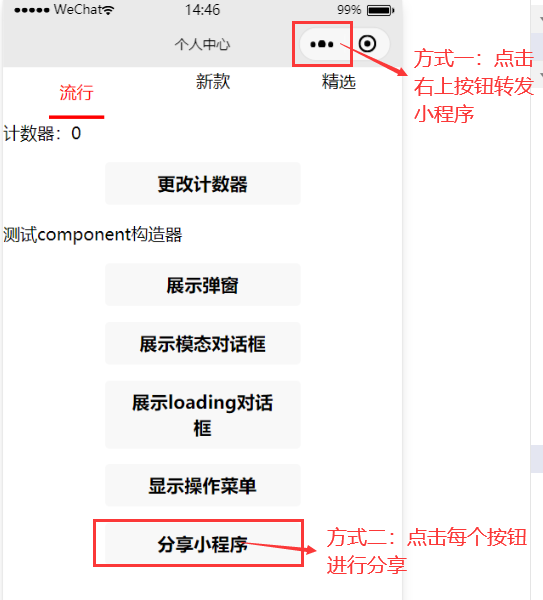 WeChat 14:46 99%
个人中心
流行 新款 精选
计数器：0
更改计数器
测试component构造器
展示弹窗
展示模态对话框
展示loading对话
框
显示操作菜单
分享小程序
方式一：点击
右上按钮转发
小程序
方式二：点击每个按钮
进行分享